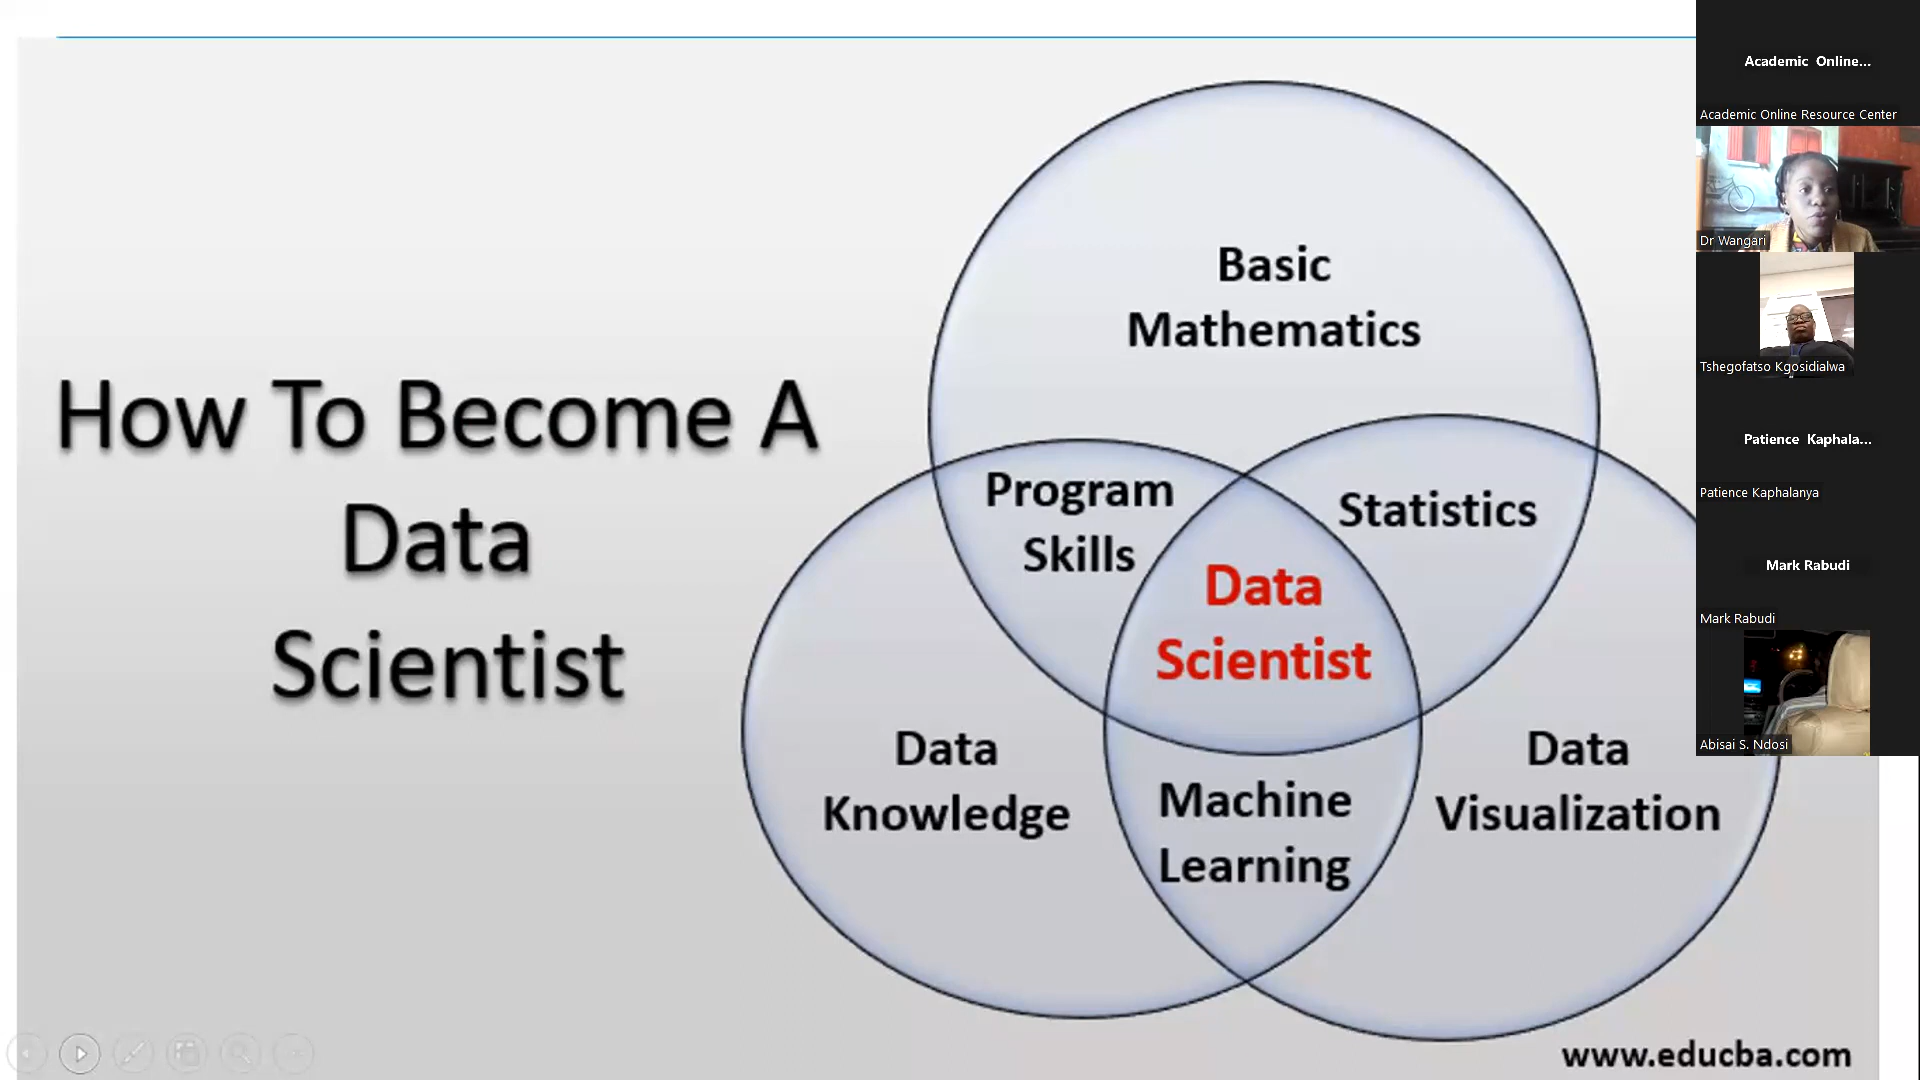 How To Become A
Data
Scientist
Basic
Mathematics
Program
Skills
Statistics
Data
Scientist
Data
Knowledge
Machine
Learning
Data
Visualization
www.educba.com
Academic Online...
Academic Online Resource Center
Dr Wangari
Tshegofatso Kgosidialwa
Patience Kaphala...
Patience Kaphalanya
Mark Rabudi
Mark Rabudi
Abisai S. Ndosi